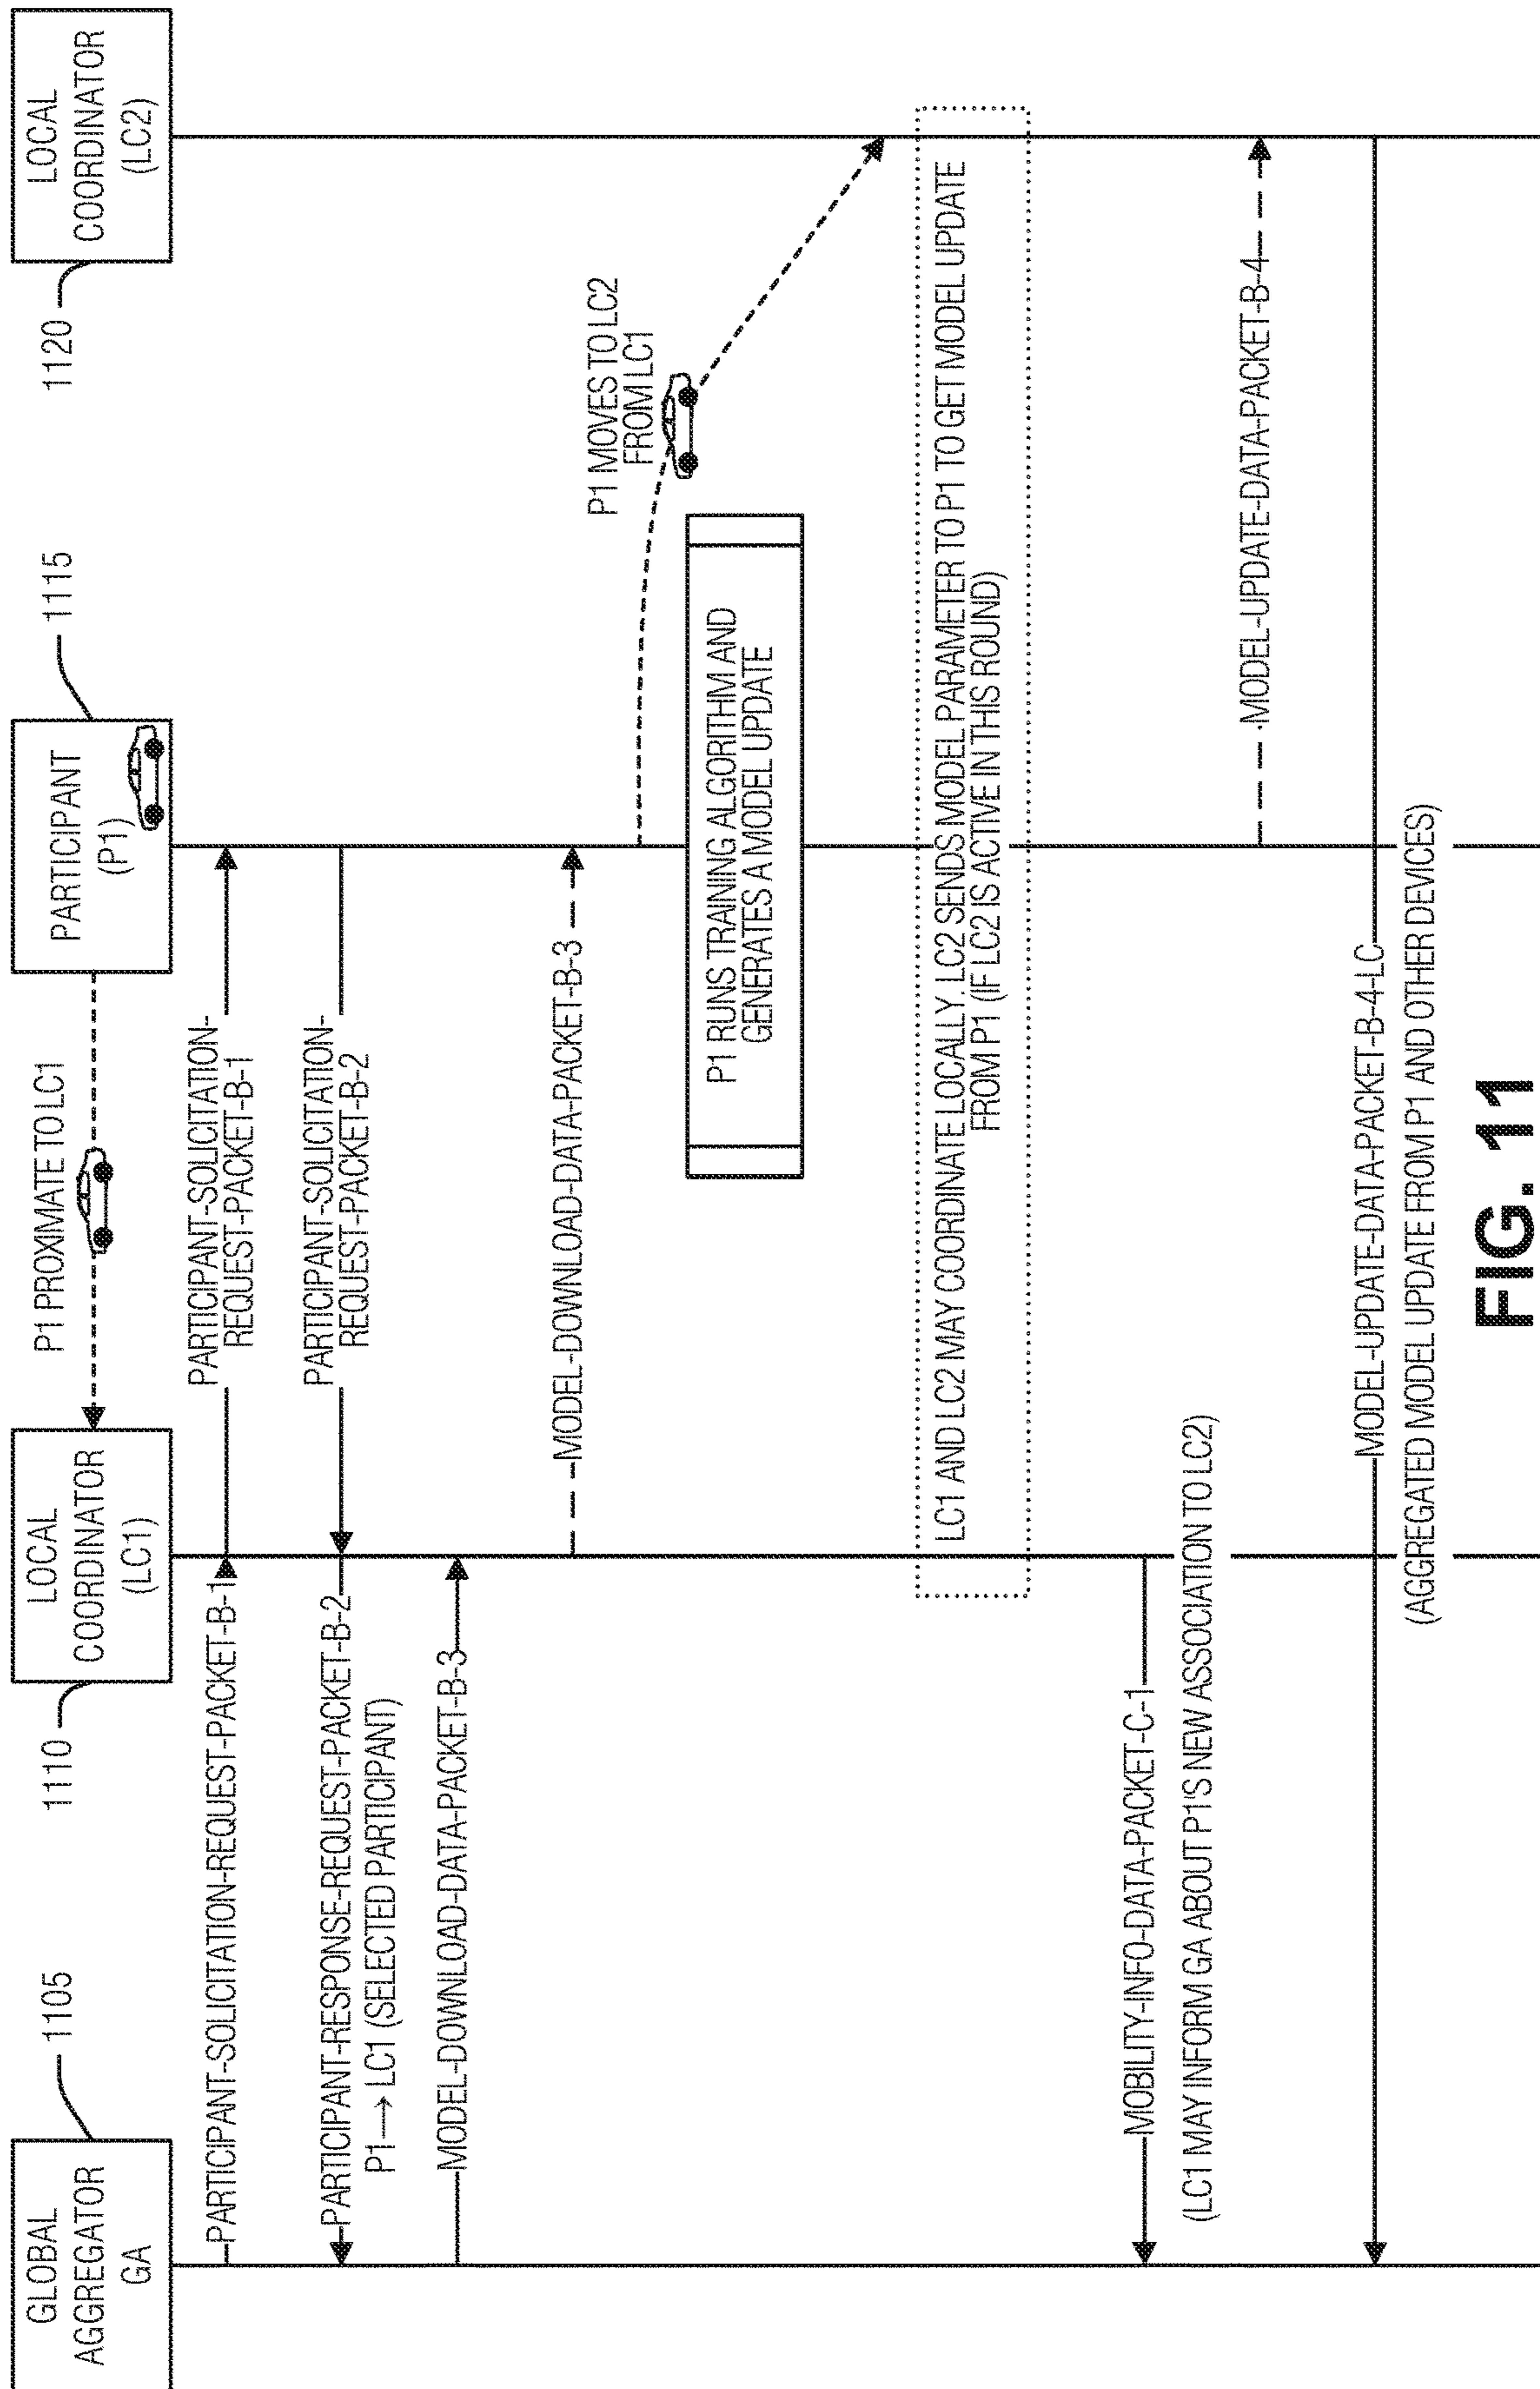 GLOBAL
AGGREGATOR
GA
1105
LOCAL
COORDINATOR
(LC1)
1110
P1 PROXIMATE TO LC1
PARTICIPANT
(P1)
1115
LOCAL
COORDINATOR
(LC2)
1120
PARTICIPANT-SOLICITATION-REQUEST-PACKET-B-1
PARTICIPANT-SOLICITATION-
REQUEST-PACKET-B-1
PARTICIPANT-RESPONSE-REQUEST-PACKET-B-2
P1→ LC1 (SELECTED PARTICIPANT)
PARTICIPANT-SOLICITATION-
REQUEST-PACKET-B-2
MODEL-DOWNLOAD-DATA-PACKET-B-3
MODEL-DOWNLOAD-DATA-PACKET-B-3
P1 MOVES TO LC2
FROM LC1
P1 RUNS TRAINING ALGORITHM AND
GENERATES A MODEL UPDATE
LC1 AND LC2 MAY COORDINATE LOCALLY. LC2 SENDS MODEL PARAMETER TO P1 TO GET MODEL UPDATE
FROM P1 (IF LC2 IS ACTIVE IN THIS ROUND)
MOBILITY-INFO-DATA-PACKET-C-1
(LC1 MAY INFORM GA ABOUT P1'S NEW ASSOCIATION TO LC2)
MODEL-UPDATE-DATA-PACKET-B-4
MODEL-UPDATE-DATA-PACKET-B-4-LC
(AGGREGATED MODEL UPDATE FROM P1 AND OTHER DEVICES)
FIG. 11